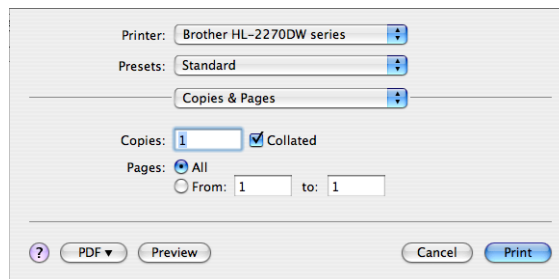 Printer: Brother HL-2270DW series
Presets: Standard
Copies & Pages
Copies: 1 Collated
Pages: All
From: 1 to: 1
? PDF ▼ Preview Cancel Print